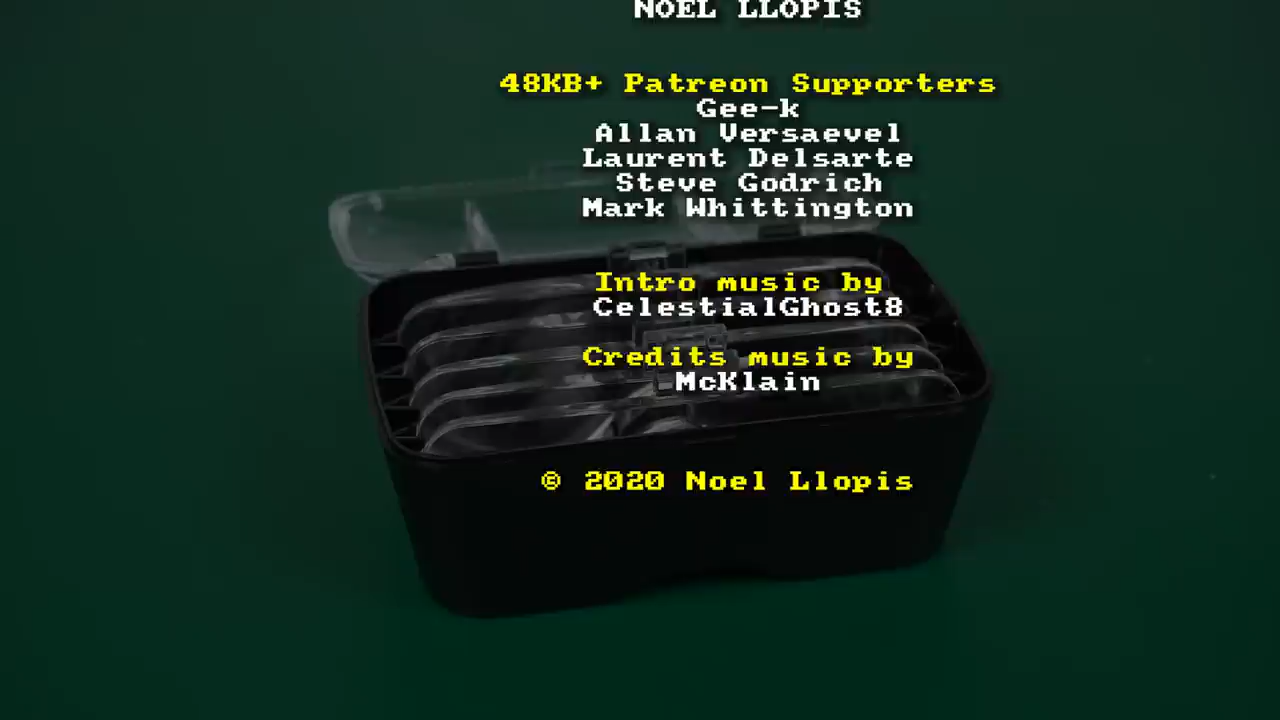 NOEL LLOPIS
48KB+ Patreon Supporters
Gee-k
Allan Versaevel
Laurent Delsarte
Steve Godrich
Mark Whittington
Intro music by
CelestialGhost8
Credits music by
McKlain
© 2020 Noel Llopis